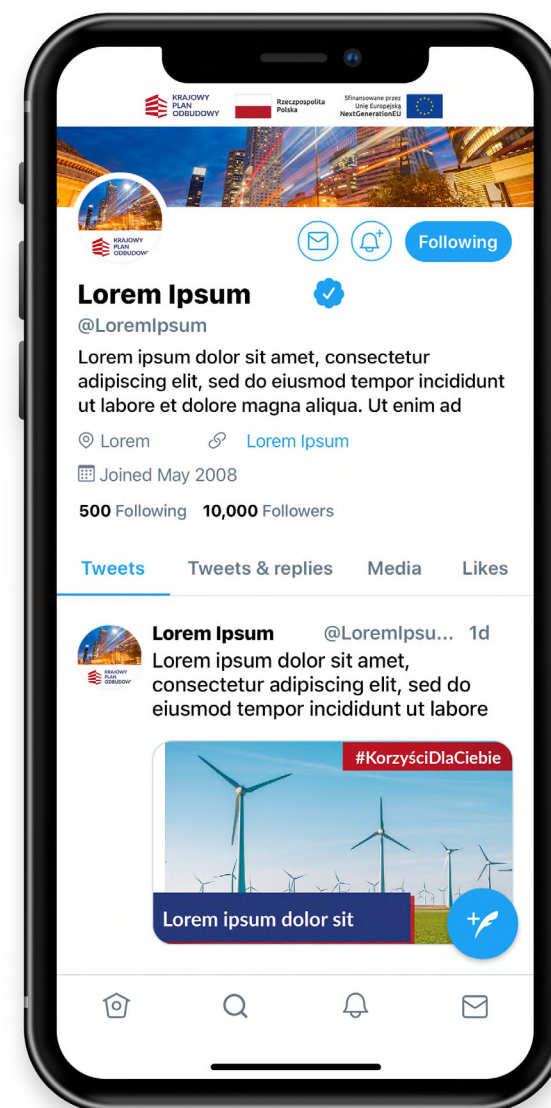 KRAJOWY
PLAN
ODBUDOWY
Rzeczpospolita
Polska
Sfinansowane przez
Unię Europejską
NextGenerationEU
KRAJOWY
PLAN
ODBUDOWY
Following
Lorem Ipsum
@LoremIpsum
Lorem ipsum dolor sit amet, consectetur
adipiscing elit, sed do eiusmod tempor incididunt
ut labore et dolore magna aliqua. Ut enim ad
Lorem Lorem Ipsum
Joined May 2008
500 Following 10,000 Followers
Tweets Tweets & replies Media Likes
Lorem Ipsum @LoremIpsu... 1d
Lorem ipsum dolor sit amet,
consectetur adipiscing elit, sed do
eiusmod tempor incididunt ut labore
KRAJOWY
PLAN
ODBUDOWY
#KorzyściDlaCiebie
Lorem ipsum dolor sit